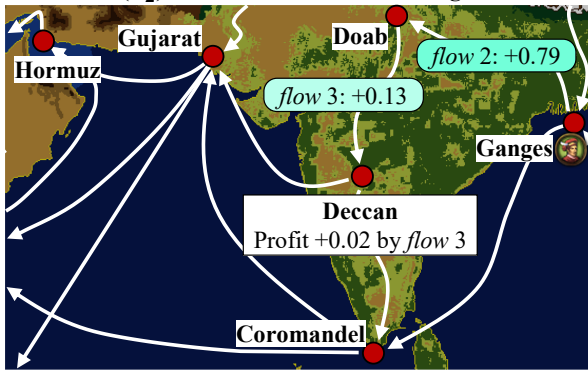 Gujarat
Doab
Hormuz
flow 2: +0.79
flow 3: +0.13
Ganges
Deccan
Profit +0.02 by flow 3
Coromandel